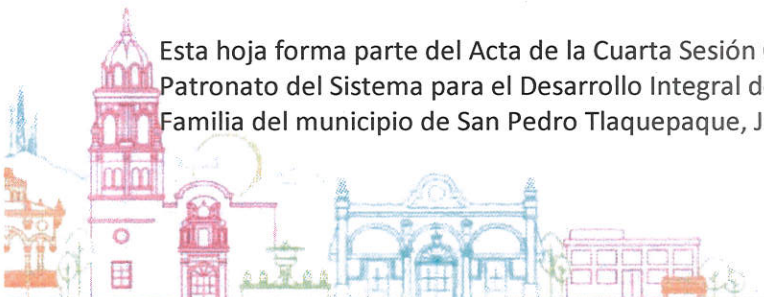 Esta hoja forma parte del Acta de la Cuarta Sesión
Patronato del Sistema para el Desarrollo Integral d
Familia del municipio de San Pedro Tlaquepaque, J